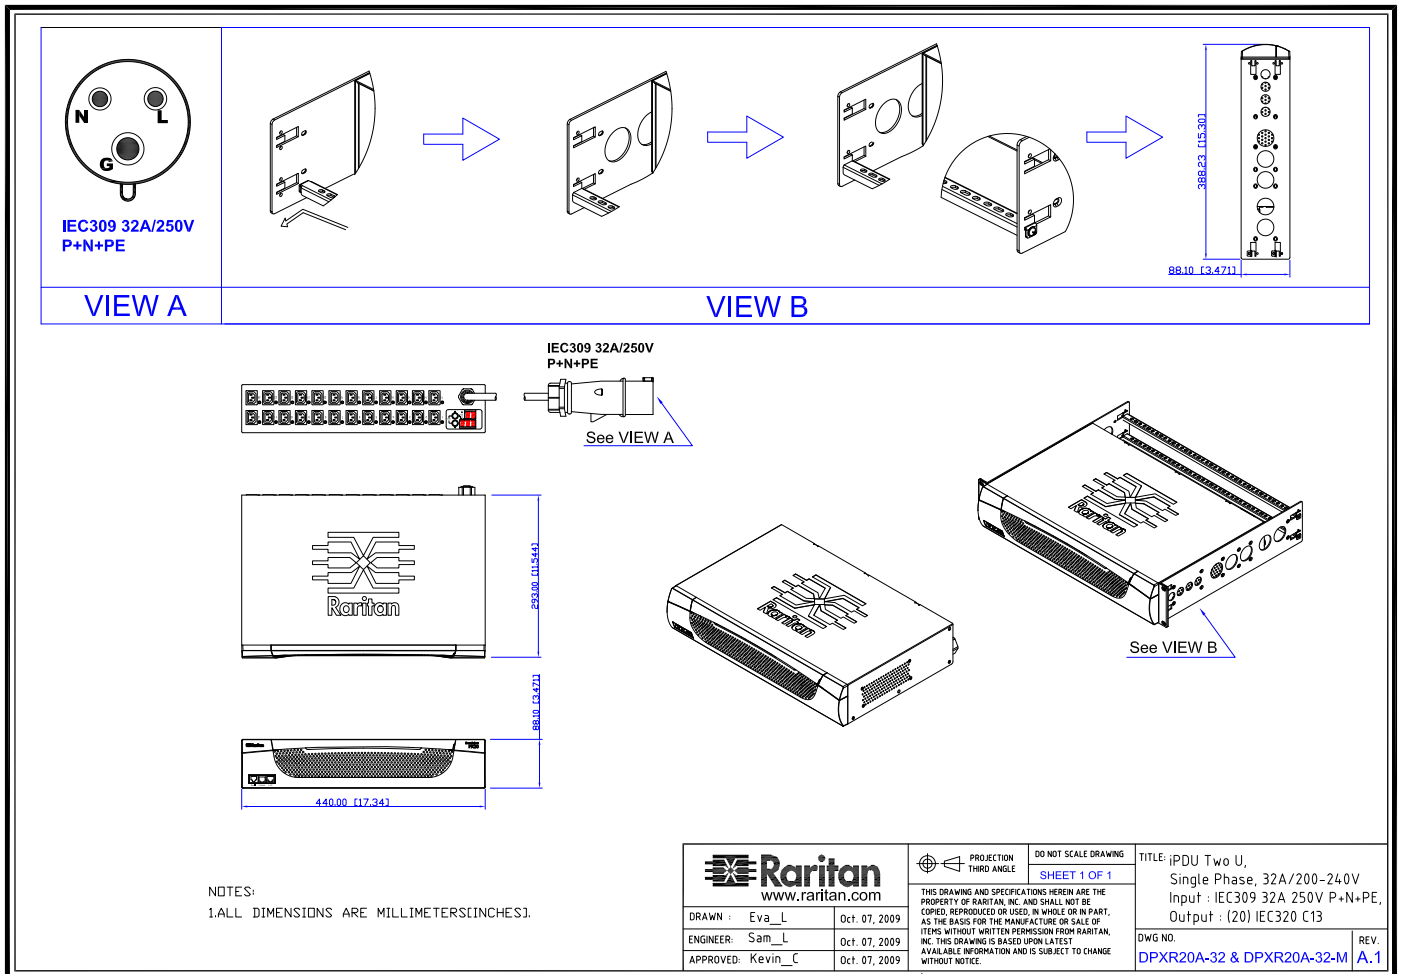 N
L
G
IEC309 32A/250V
P+N+PE
388.23 [15.30]
88.10 [3.471]
VIEW A
VIEW B
IEC309 32A/250V
P+N+PE
See VIEW A
293.00 [11.544]
Raritan
Raritan
Raritan
See VIEW B
88.10 [3.471]
440.00 [17.34]
NOTES:
1.ALL DIMENSIONS ARE MILLIMETERS[INCHES].
Raritan
www.raritan.com
DRAWN : Eva_L Oct. 07, 2009
ENGINEER: Sam_L Oct. 07, 2009
APPROVED: Kevin_C Oct. 07, 2009
PROJECTION
THIRD ANGLE
DO NOT SCALE DRAWING
SHEET 1 OF 1
THIS DRAWING AND SPECIFICATIONS HEREIN ARE THE
PROPERTY OF RARITAN, INC. AND SHALL NOT BE
COPIED, REPRODUCED OR USED, IN WHOLE OR IN PART,
AS THE BASIS FOR THE MANUFACTURE OR SALE OF
ITEMS WITHOUT WRITTEN PERMISSION FROM RARITAN,
INC. THIS DRAWING IS BASED UPON LATEST
AVAILABLE INFORMATION AND IS SUBJECT TO CHANGE
WITHOUT NOTICE.
TITLE: iPDU Two U,
Single Phase, 32A/200-240V
Input : IEC309 32A 250V P+N+PE,
Output : (20) IEC320 C13
DWG NO.
DPXR20A-32 & DPXR20A-32-M
REV.
A.1